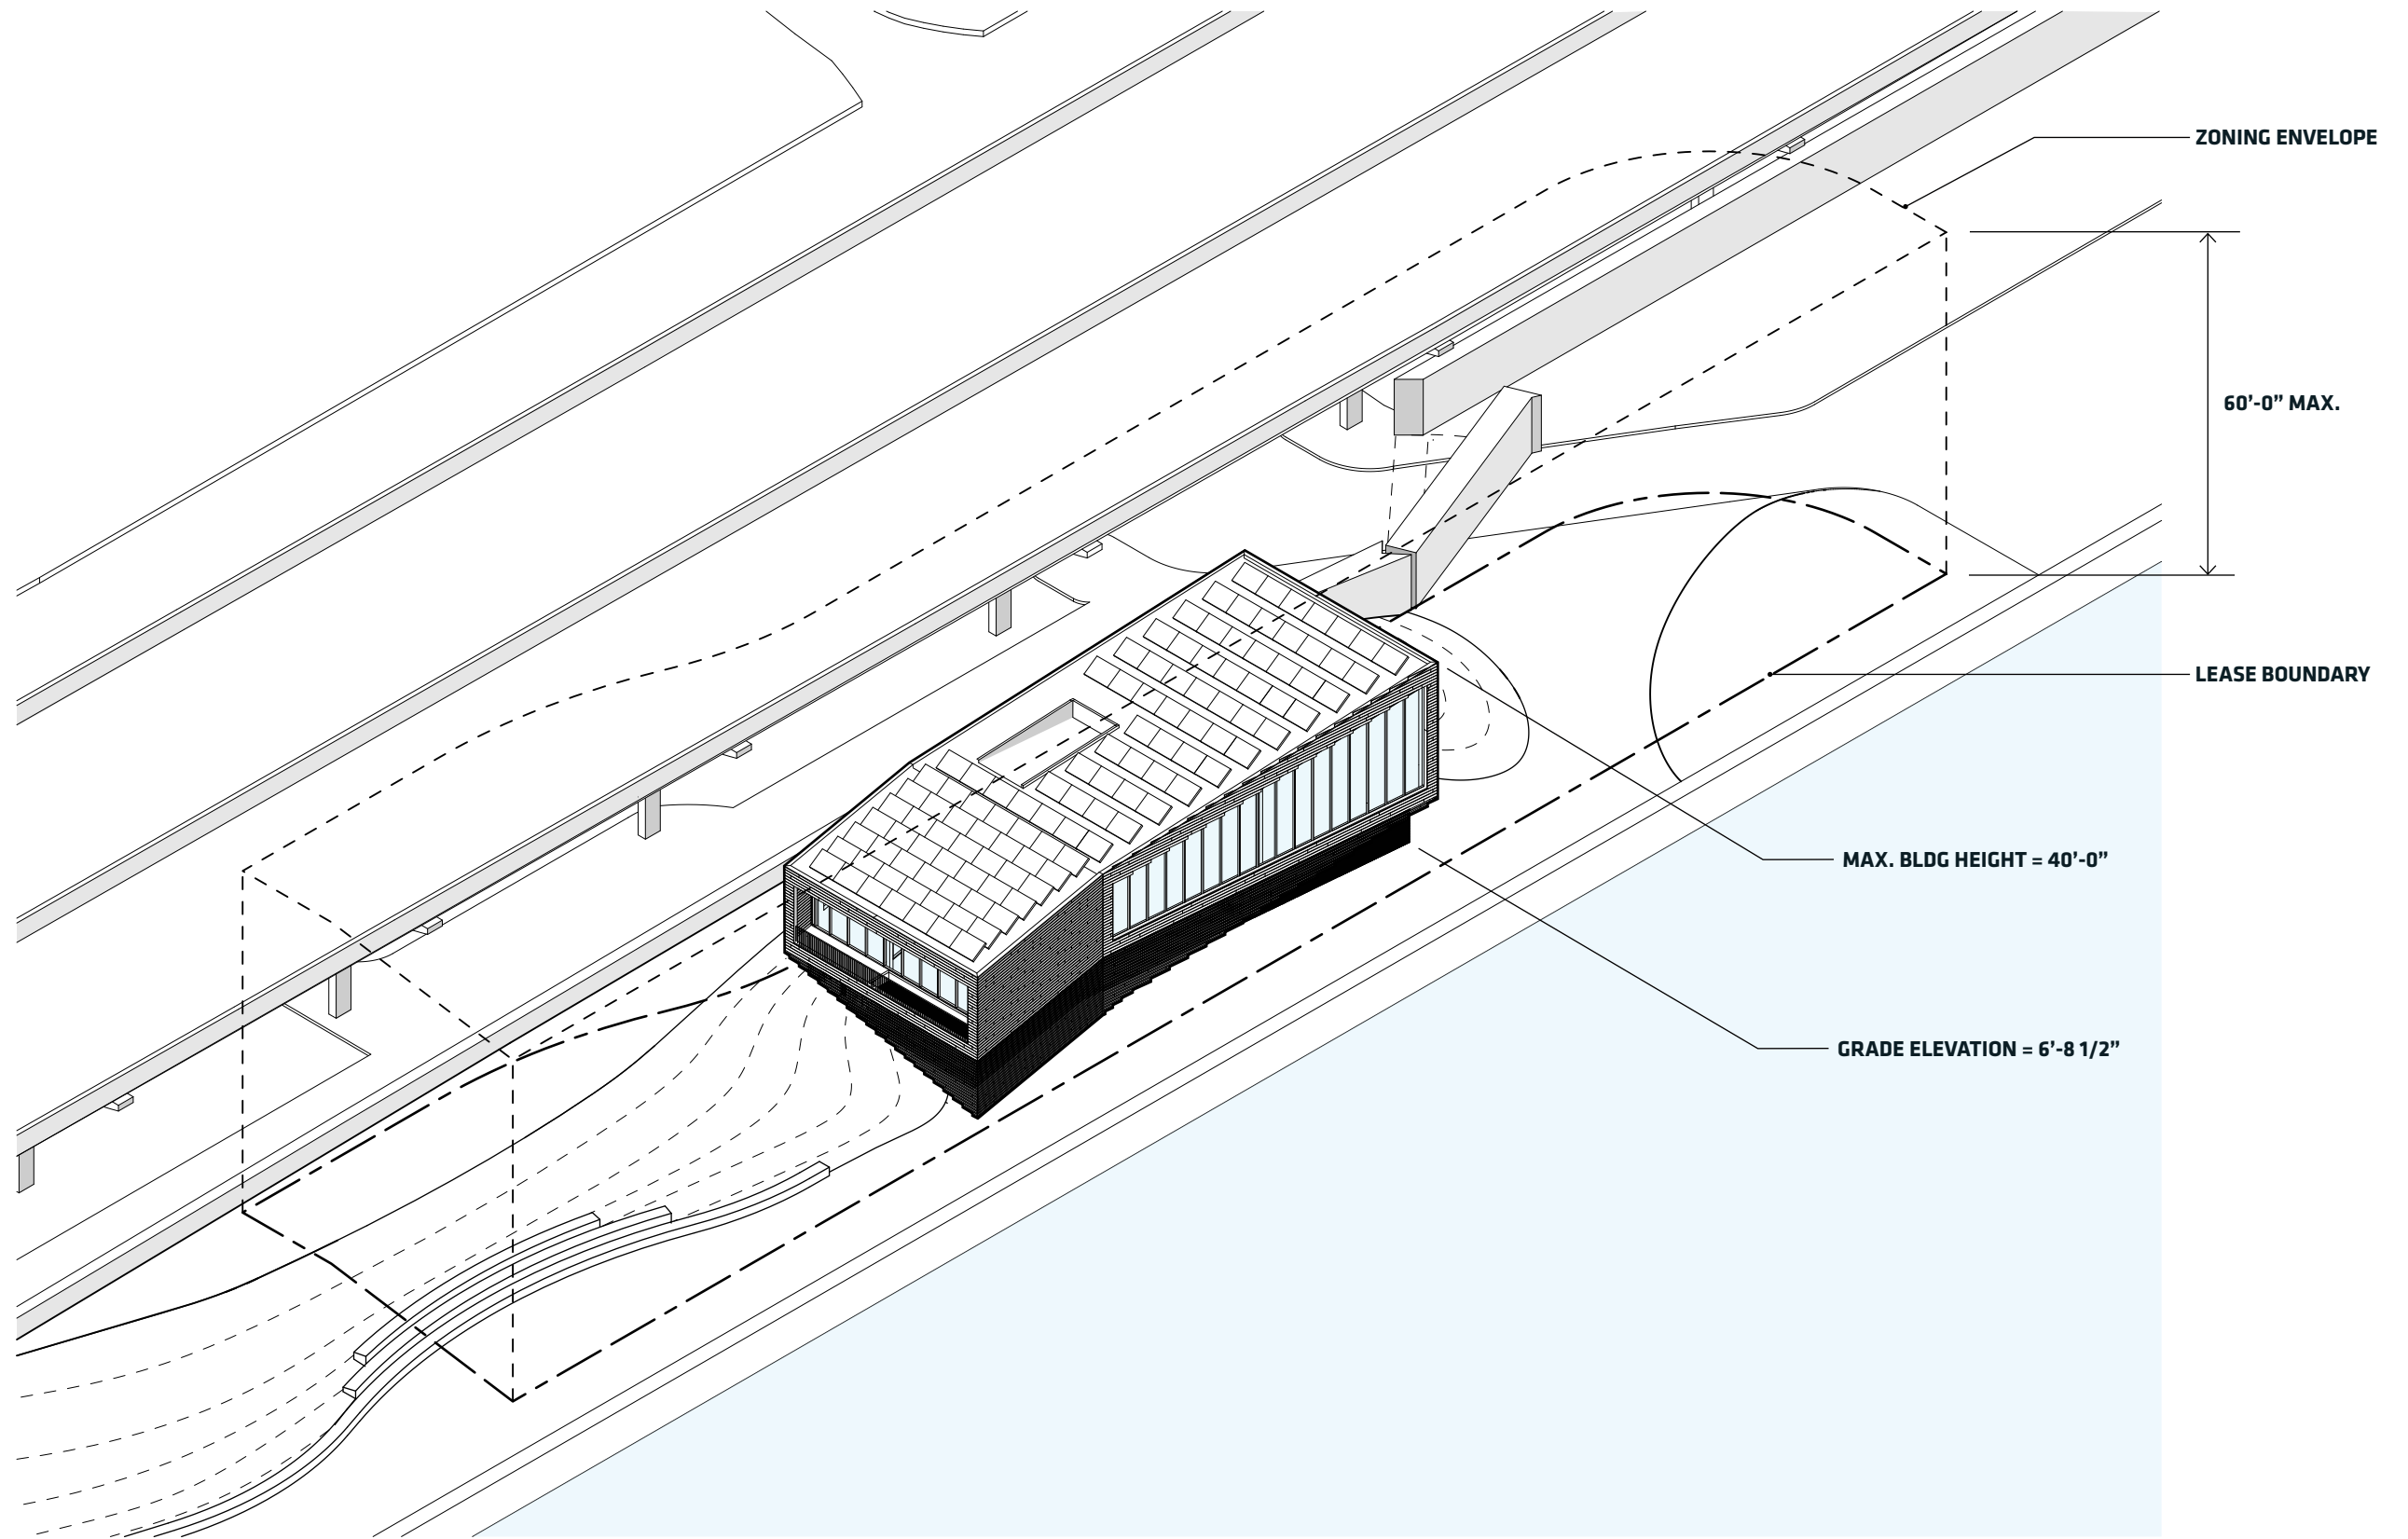 ZONING ENVELOPE
60’-0” MAX.
LEASE BOUNDARY
MAX. BLDG HEIGHT = 40’-0”
GRADE ELEVATION = 6’-8 1/2”